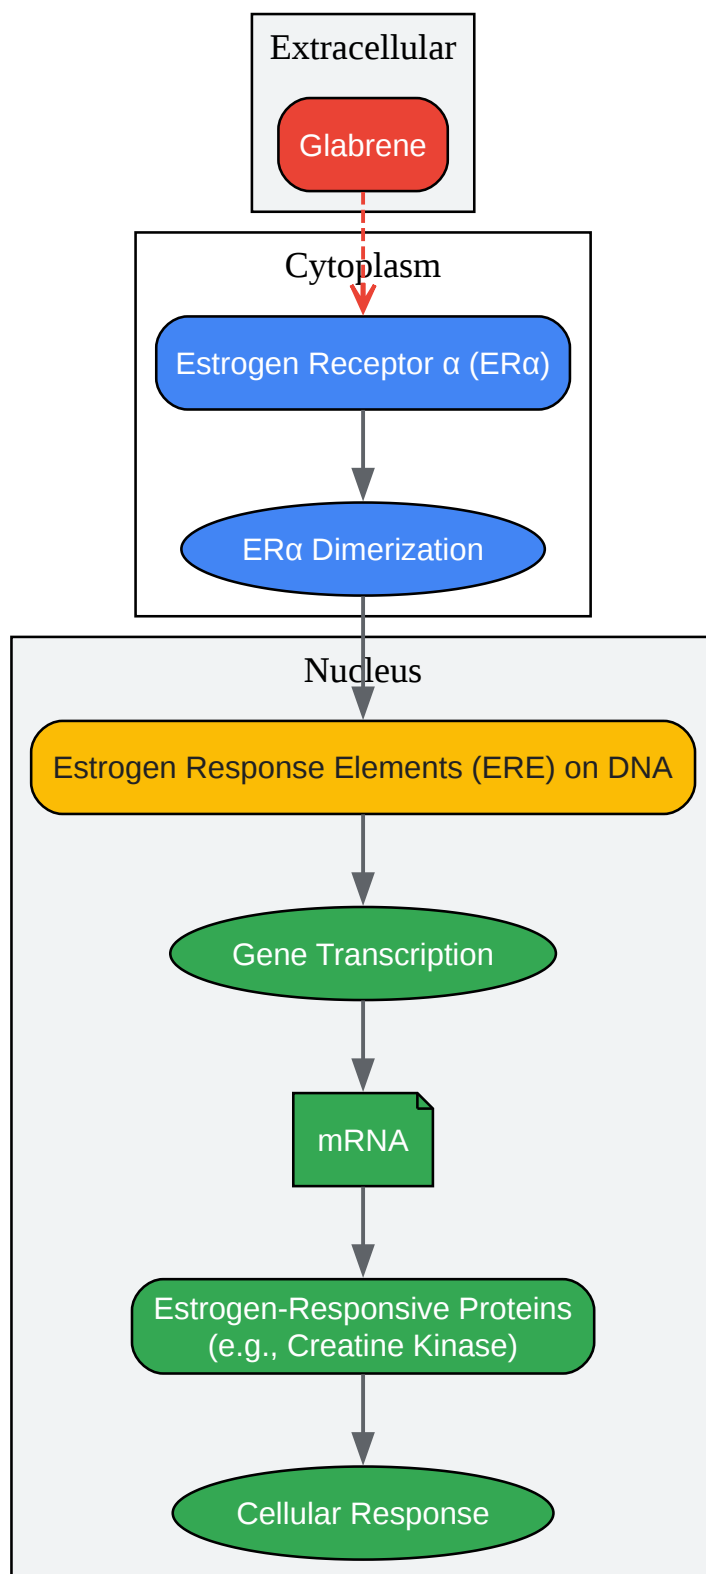 Extracellular
Glabrene
Cytoplasm
Estrogen Receptor α (ERα)
ERα Dimerization
Nucleus
Estrogen Response Elements (ERE) on DNA
Gene Transcription
mRNA
Estrogen-Responsive Proteins
(e.g., Creatine Kinase)
Cellular Response